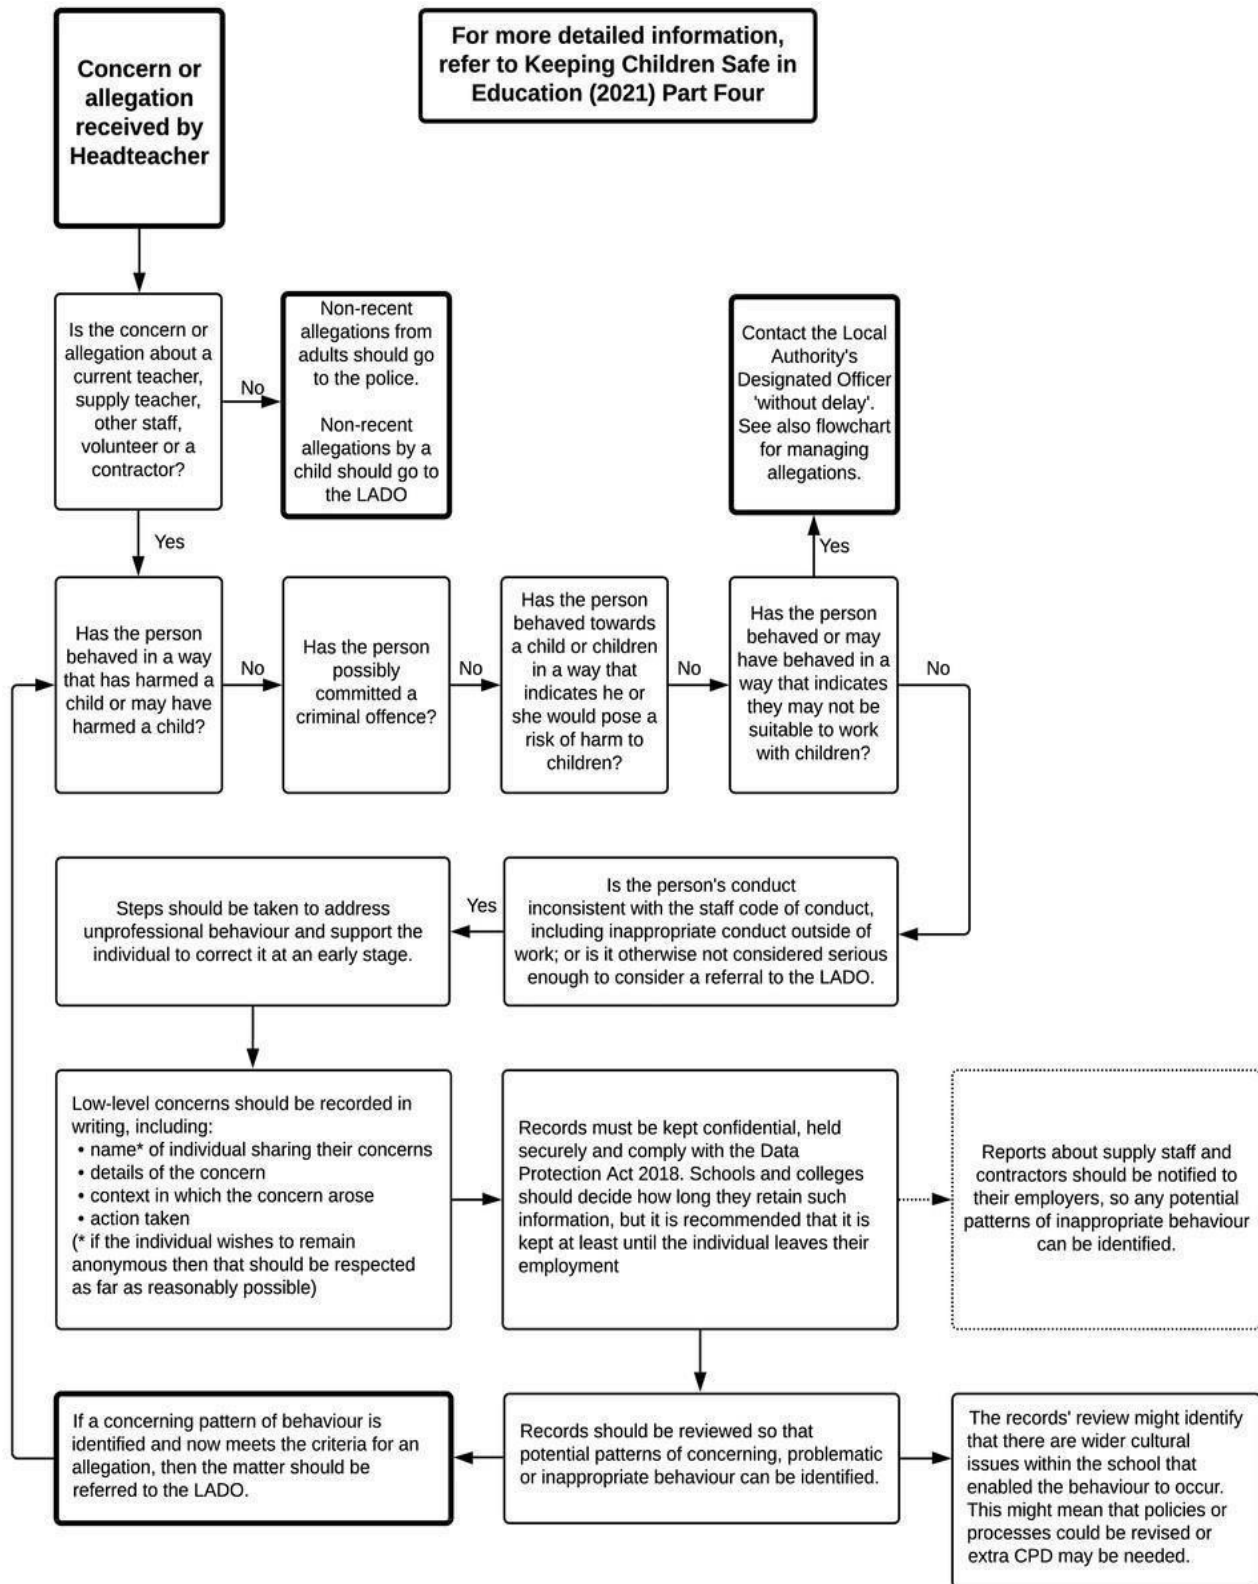 Concern or
allegation
received by
Headteacher
For more detailed information,
refer to Keeping Children Safe in
Education (2021) Part Four
Is the concern or
allegation about a
current teacher,
supply teacher,
other staff,
volunteer or a
contractor?
No
Non-recent
allegations from
adults should go
to the police.
Non-recent
allegations by a
child should go to
the LADO
Contact the Local
Authority's
Designated Officer
'without delay'.
See also flowchart
for managing
allegations.
Yes
Yes
Has the person
behaved in a way
that has harmed a
child or may have
harmed a child?
No
Has the person
possibly
committed a
criminal offence?
No
Has the person
behaved towards
a child or children
in a way that
indicates he or
she would pose a
risk of harm to
children?
No
Has the person
behaved or may
have behaved in a
way that indicates
they may not be
suitable to work
with children?
No
Is the person's conduct
inconsistent with the staff code of conduct,
including inappropriate conduct outside of
work; or is it otherwise not considered serious
enough to consider a referral to the LADO.
Yes
Steps should be taken to address
unprofessional behaviour and support the
individual to correct it at an early stage.
Low-level concerns should be recorded in
writing, including:
• name* of individual sharing their concerns
• details of the concern
• context in which the concern arose
• action taken
(* if the individual wishes to remain
anonymous then that should be respected
as far as reasonably possible)
Records must be kept confidential, held
securely and comply with the Data
Protection Act 2018. Schools and colleges
should decide how long they retain such
information, but it is recommended that it is
kept at least until the individual leaves their
employment
Reports about supply staff and
contractors should be notified to
their employers, so any potential
patterns of inappropriate behaviour
can be identified.
If a concerning pattern of behaviour is
identified and now meets the criteria for an
allegation, then the matter should be
referred to the LADO.
Records should be reviewed so that
potential patterns of concerning, problematic
or inappropriate behaviour can be identified.
The records' review might identify
that there are wider cultural
issues within the school that
enabled the behaviour to occur.
This might mean that policies or
processes could be revised or
extra CPD may be needed.